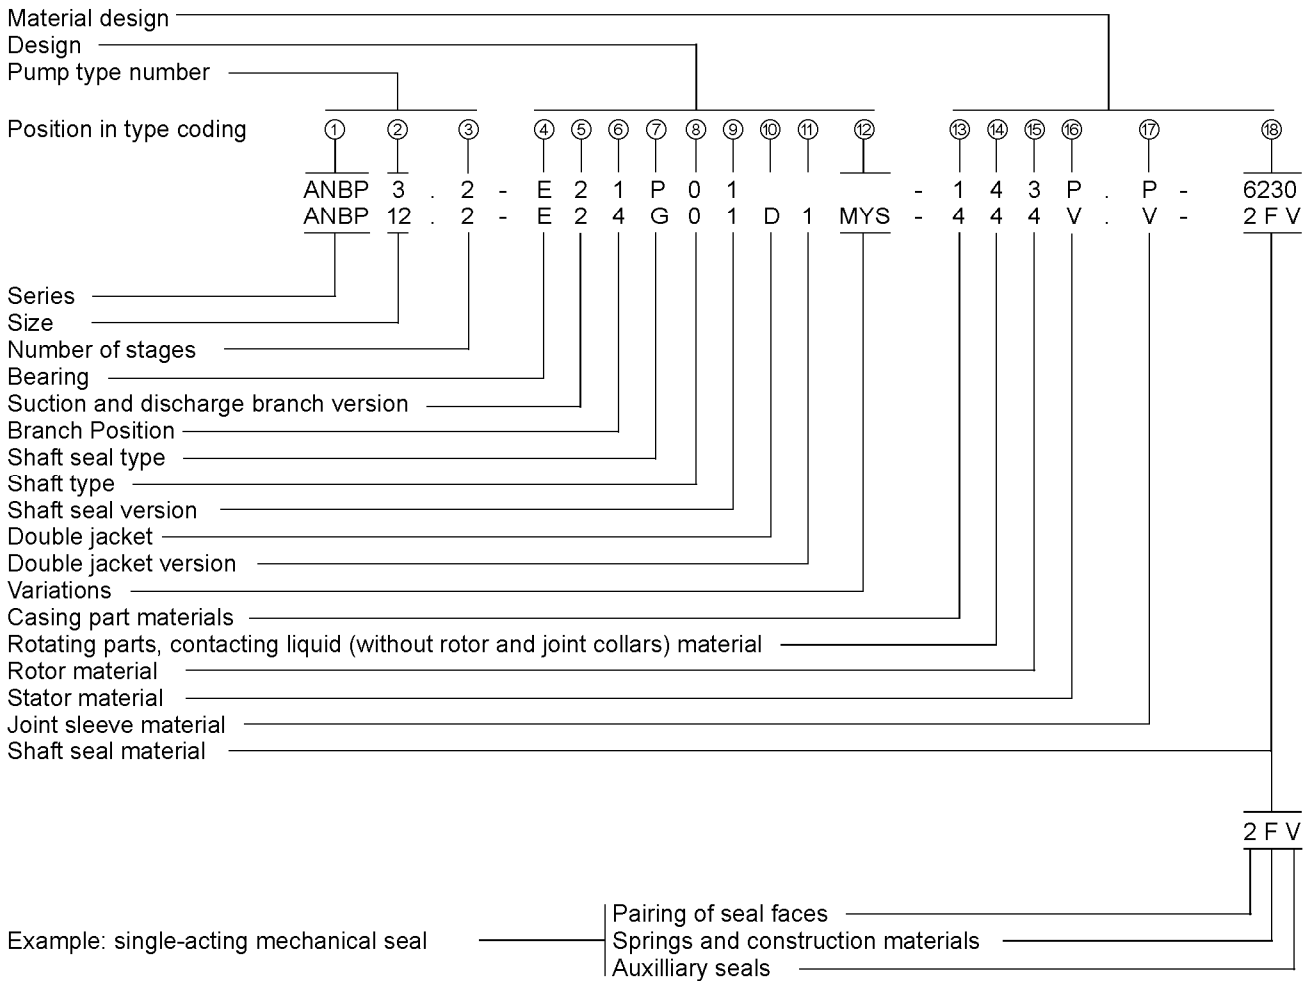 Material design
Design
Pump type number
Position in type coding ① ② ③ ④ ⑤ ⑥ ⑦ ⑧ ⑨ ⑩ ⑪ ⑫ ⑬ ⑭ ⑮ ⑯ ⑰ ⑱
ANBP 3 . 2 - E 2 1 P 0 1 - 1 4 3 P . P - 6230
ANBP 12 . 2 - E 2 4 G 0 1 D 1 MYS - 4 4 4 V . V - 2 F V
Series
Size
Number of stages
Bearing
Suction and discharge branch version
Branch Position
Shaft seal type
Shaft type
Shaft seal version
Double jacket
Double jacket version
Variations
Casing part materials
Rotating parts, contacting liquid (without rotor and joint collars) material
Rotor material
Stator material
Joint sleeve material
Shaft seal material
2 F V
Pairing of seal faces
Example: single-acting mechanical seal Springs and construction materials
Auxilliary seals